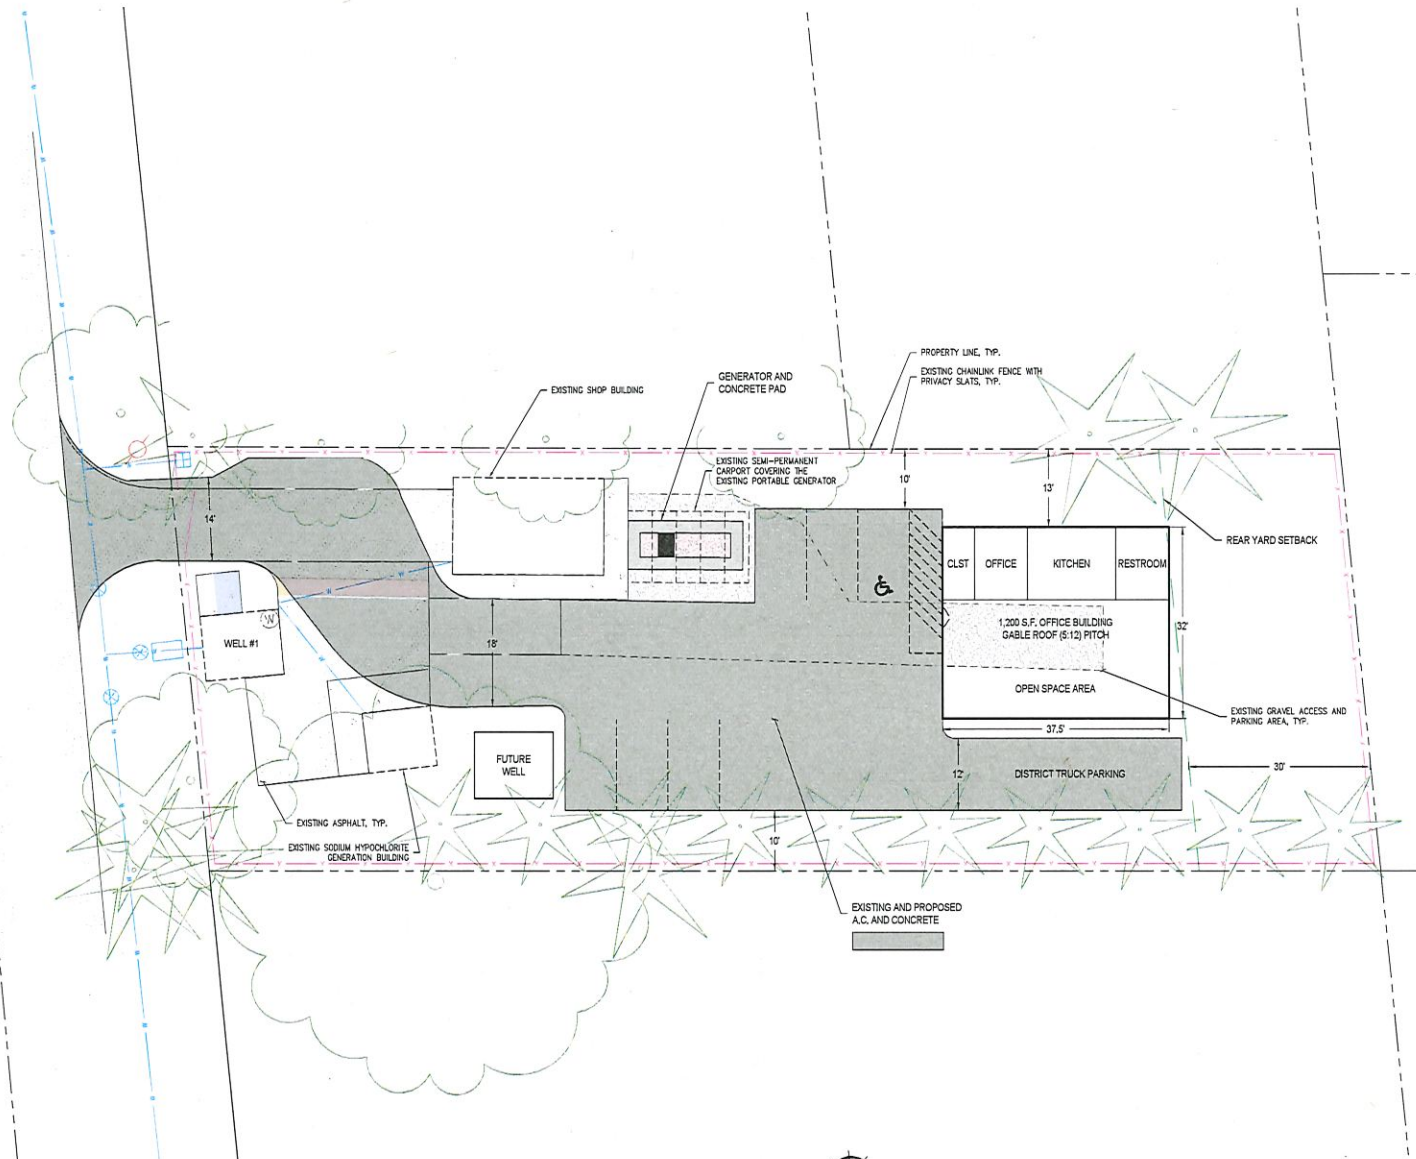 PROPERTY LINE, TYP.
EXISTING CHAINLINK FENCE WITH
PRIVACY SLATS, TYP.
GENERATOR AND
CONCRETE PAD
EXISTING SHOP BUILDING
EXISTING SEMI-PERMANENT
CARPORT COVERING THE
EXISTING PORTABLE GENERATOR
10'
13'
14'
REAR YARD SETBACK
CLST
OFFICE
KITCHEN
RESTROOM
1,200 S.F. OFFICE BUILDING
GABLE ROOF (5:12) PITCH
32'
W
WELL #1
18'
OPEN SPACE AREA
EXISTING GRAVEL ACCESS AND
PARKING AREA, TYP.
37.5'
FUTURE
WELL
12'
DISTRICT TRUCK PARKING
30'
EXISTING ASPHALT, TYP.
EXISTING SODIUM HYPOCHLORITE
GENERATION BUILDING
10'
EXISTING AND PROPOSED
A.C. AND CONCRETE